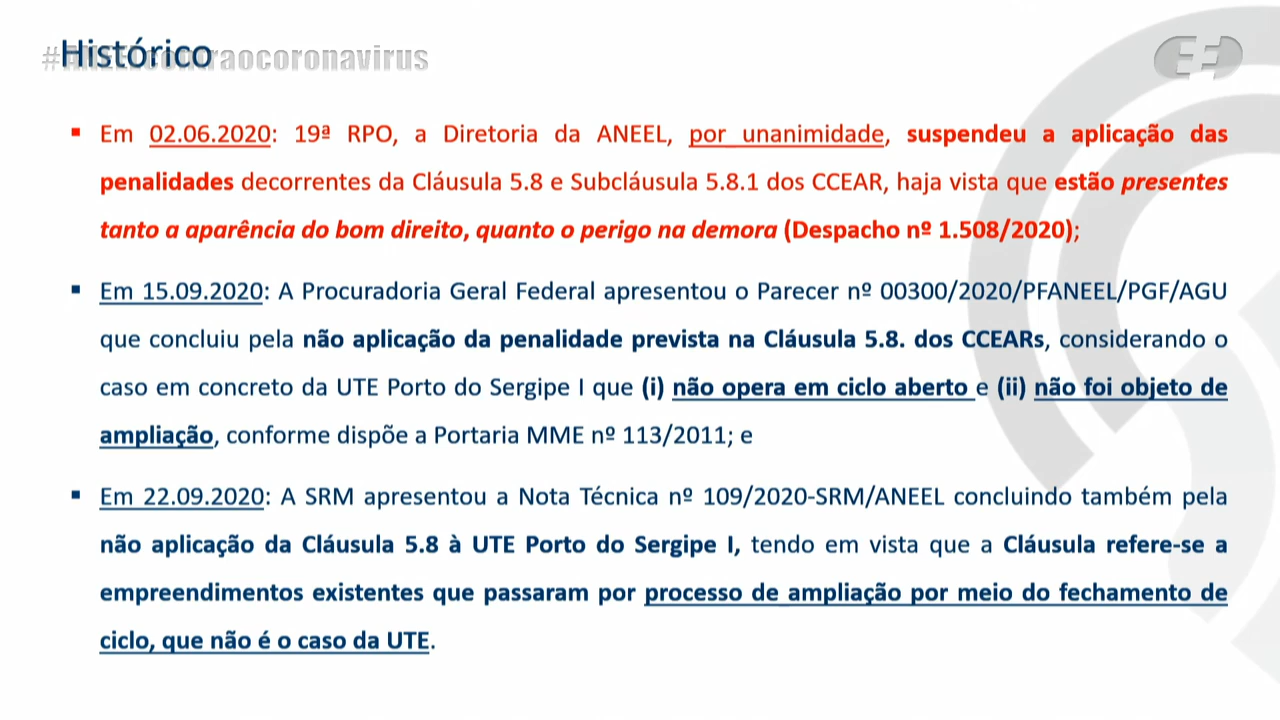 Histórico
#ANEELcontraocoronavirus
▪ Em 02.06.2020: 19ª RPO, a Diretoria da ANEEL, por unanimidade, suspendeu a aplicação das
penalidades decorrentes da Cláusula 5.8 e Subcláusula 5.8.1 dos CCEAR, haja vista que estão presentes
tanto a aparência do bom direito, quanto o perigo na demora (Despacho nº 1.508/2020);
▪ Em 15.09.2020: A Procuradoria Geral Federal apresentou o Parecer nº 00300/2020/PFANEEL/PGF/AGU
que concluiu pela não aplicação da penalidade prevista na Cláusula 5.8. dos CCEARs, considerando o
caso em concreto da UTE Porto do Sergipe I que (i) não opera em ciclo aberto e (ii) não foi objeto de
ampliação, conforme dispõe a Portaria MME nº 113/2011; e
▪ Em 22.09.2020: A SRM apresentou a Nota Técnica nº 109/2020-SRM/ANEEL concluindo também pela
não aplicação da Cláusula 5.8 à UTE Porto do Sergipe I, tendo em vista que a Cláusula refere-se a
empreendimentos existentes que passaram por processo de ampliação por meio do fechamento de
ciclo, que não é o caso da UTE.